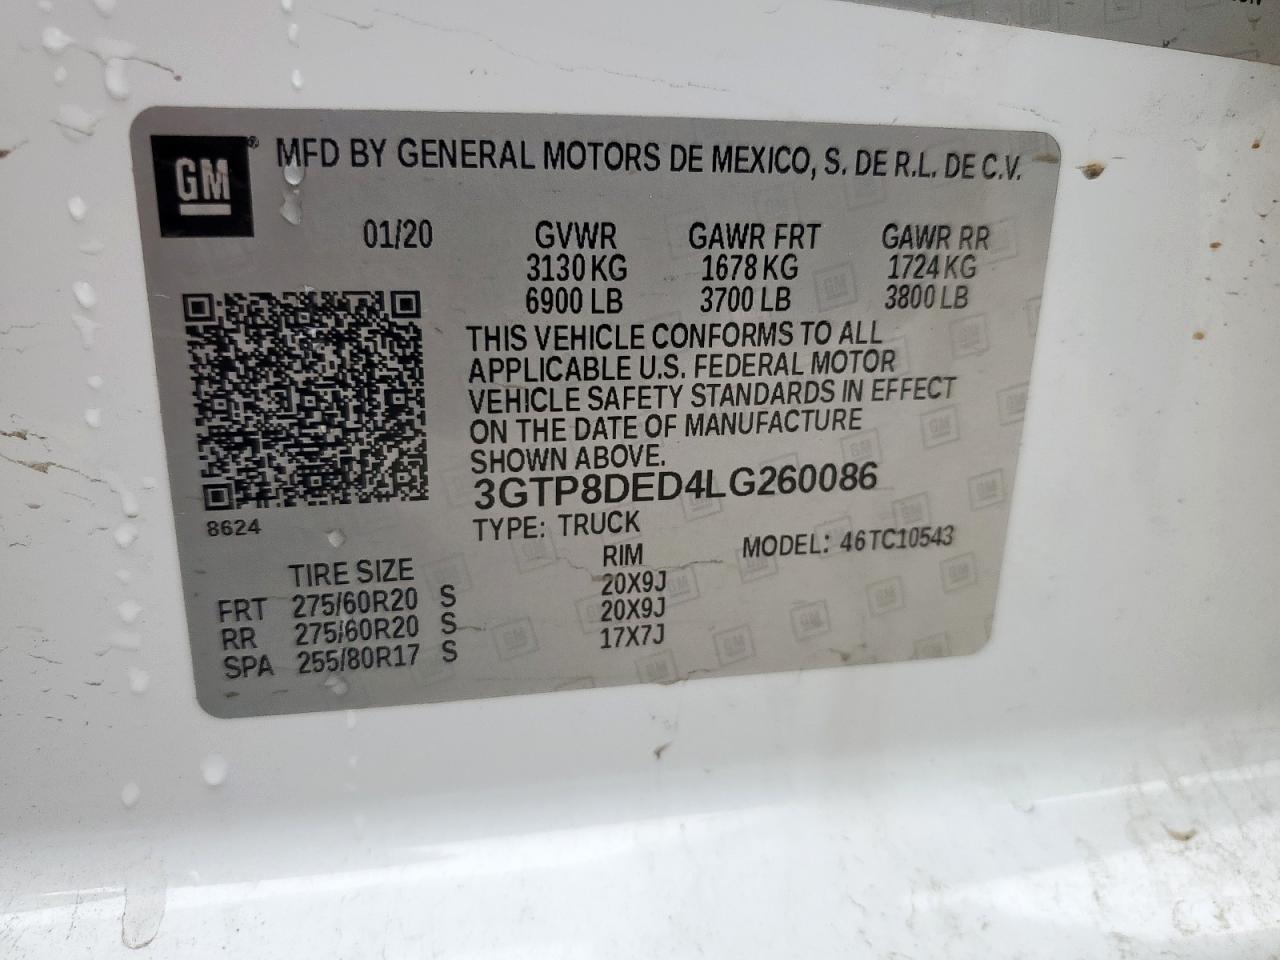 GM® MFD BY GENERAL MOTORS DE MEXICO, S. DE R.L. DE C.V.
01/20 GVWR GAWR FRT GAWR RR
3130 KG 1678 KG 1724 KG
6900 LB 3700 LB 3800 LB
THIS VEHICLE CONFORMS TO ALL
APPLICABLE U.S. FEDERAL MOTOR
VEHICLE SAFETY STANDARDS IN EFFECT
ON THE DATE OF MANUFACTURE
SHOWN ABOVE.
3GTP8DED4LG260086
8624
TYPE: TRUCK
MODEL: 46TC10543
TIRE SIZE RIM
FRT 275/60R20 S 20X9J
RR 275/60R20 S 20X9J
SPA 255/80R17 S 17X7J